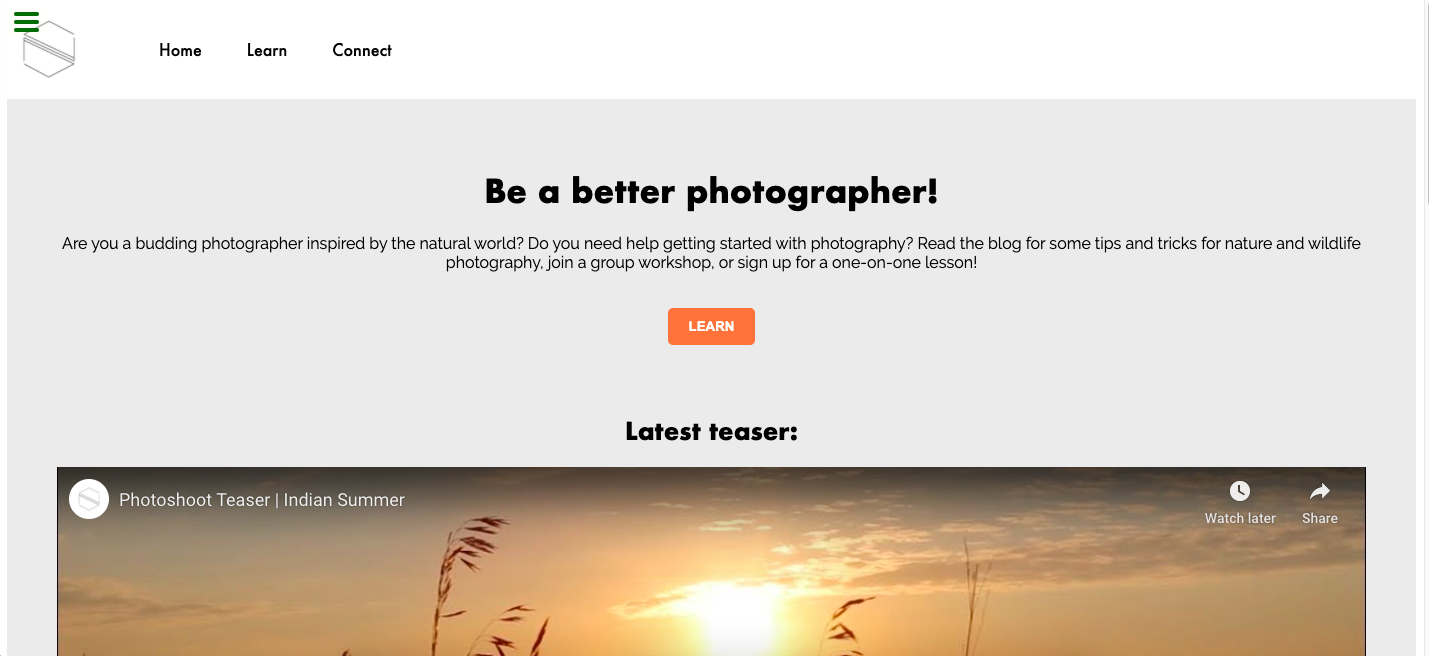 Home Learn Connect
Be a better photographer!
Are you a budding photographer inspired by the natural world? Do you need help getting started with photography? Read the blog for some tips and tricks for nature and wildlife
photography, join a group workshop, or sign up for a one-on-one lesson!
LEARN
Latest teaser:
Photoshoot Teaser | Indian Summer
Watch later Share